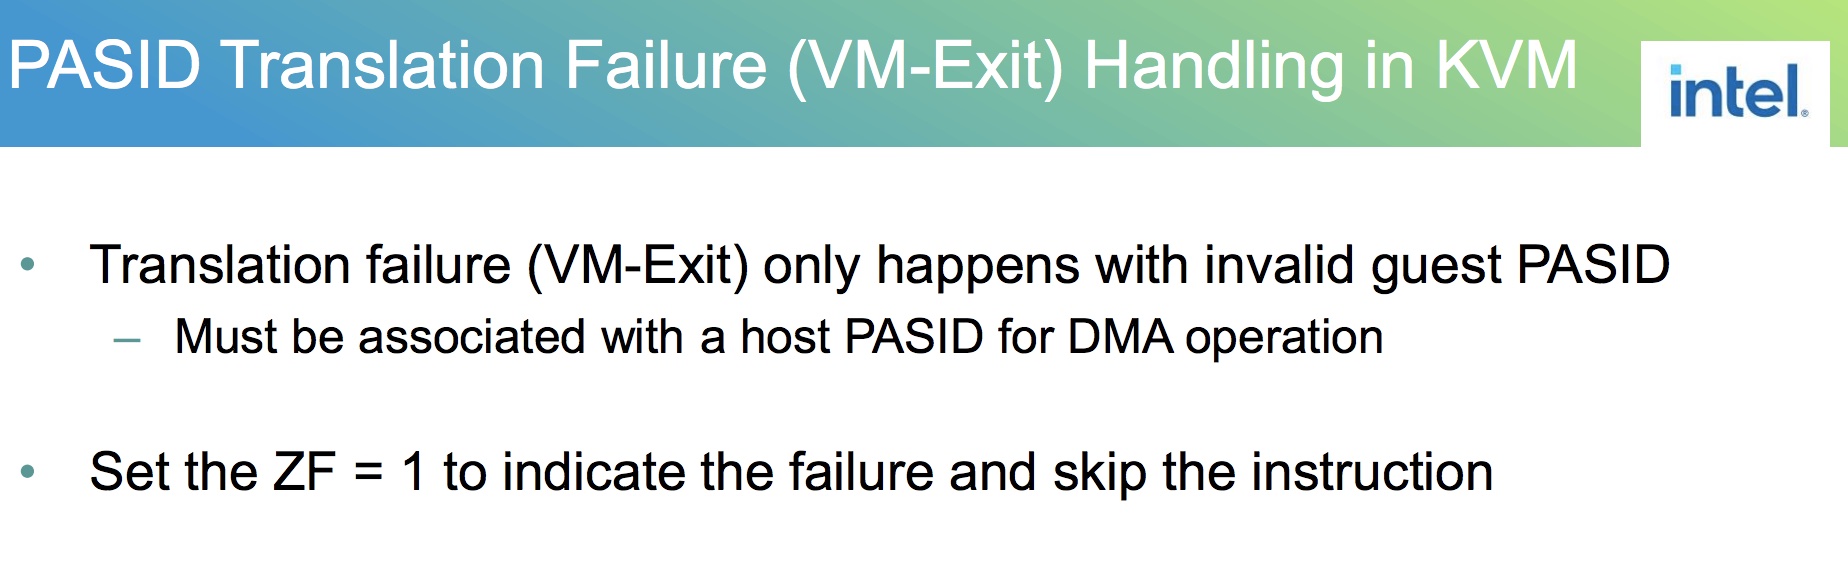 PASID Translation Failure (VM-Exit) Handling in KVM
intel®
• Translation failure (VM-Exit) only happens with invalid guest PASID
– Must be associated with a host PASID for DMA operation
• Set the ZF = 1 to indicate the failure and skip the instruction